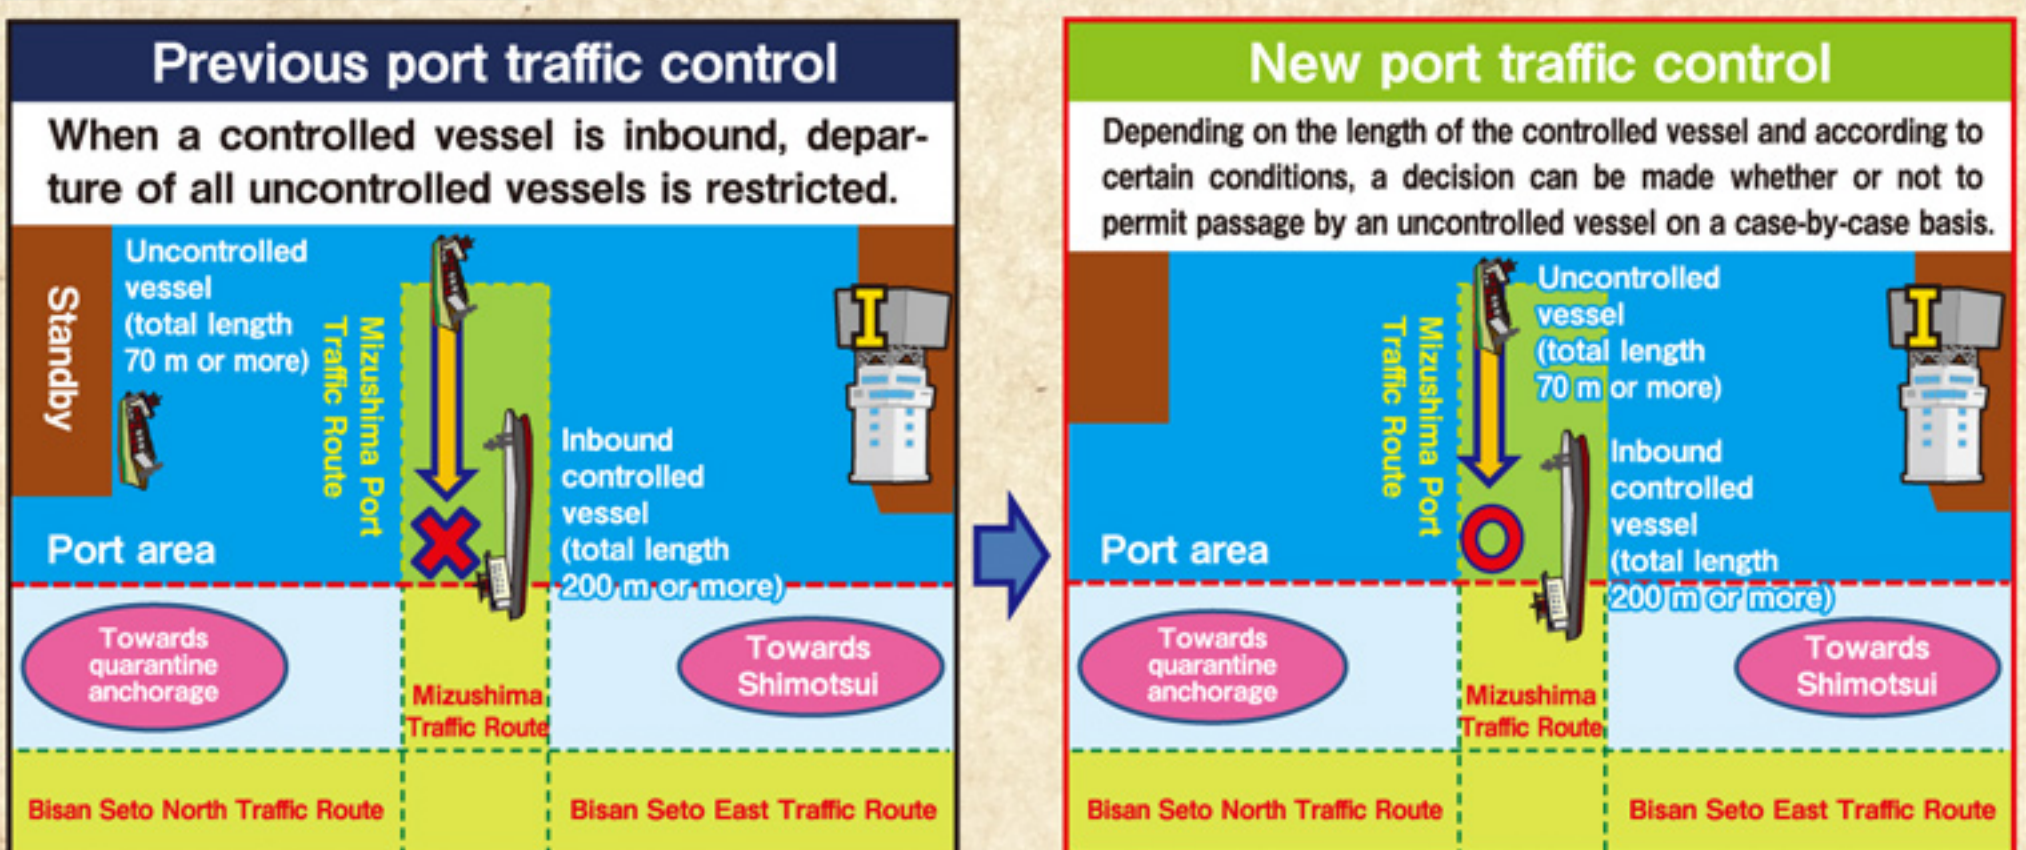 Previous port traffic control
When a controlled vessel is inbound, depar-
ture of all uncontrolled vessels is restricted.
Standby
Uncontrolled
vessel
(total length
70 m or more)
Mizushima Port
Traffic Route
I
Inbound
controlled
vessel
(total length
200 m or more)
Port area
Towards
quarantine
anchorage
Mizushima
Traffic Route
Towards
Shimotsui
Bisan Seto North Traffic Route
Bisan Seto East Traffic Route
New port traffic control
Depending on the length of the controlled vessel and according to
certain conditions, a decision can be made whether or not to
permit passage by an uncontrolled vessel on a case-by-case basis.
Uncontrolled
vessel
(total length
70 m or more)
Mizushima Port
Traffic Route
I
Inbound
controlled
vessel
(total length
200 m or more)
Port area
Towards
quarantine
anchorage
Mizushima
Traffic Route
Towards
Shimotsui
Bisan Seto North Traffic Route
Bisan Seto East Traffic Route